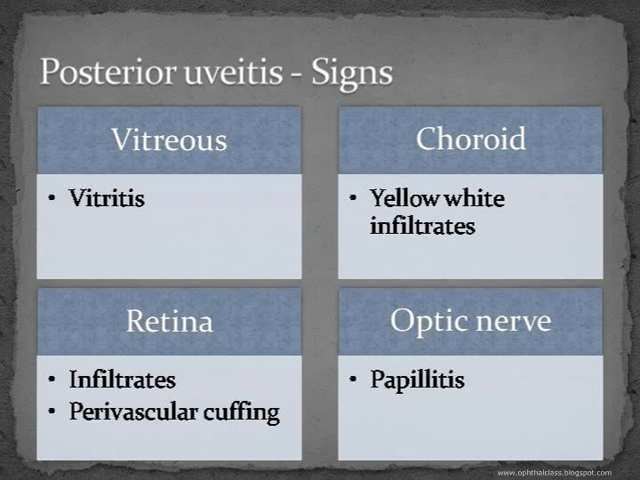 Posterior uveitis - Signs
Vitreous
• Vitritis
Choroid
• Yellow white
infiltrates
Retina
• Infiltrates
• Perivascular cuffing
Optic nerve
• Papillitis
www.ophthalclass.blogspot.com